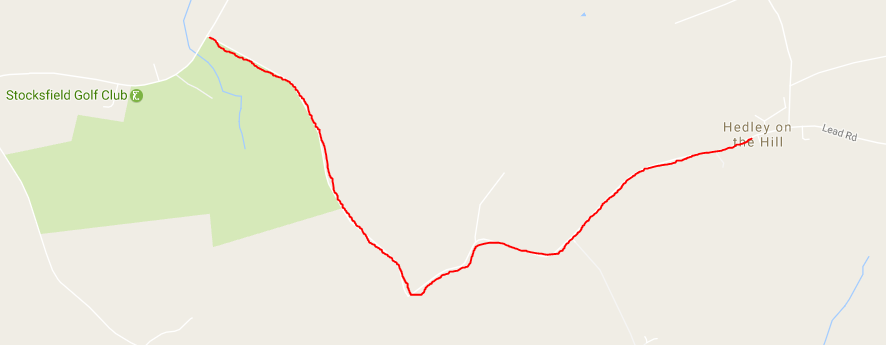 Stocksfield Golf Club
Hedley on
the Hill
Lead Rd